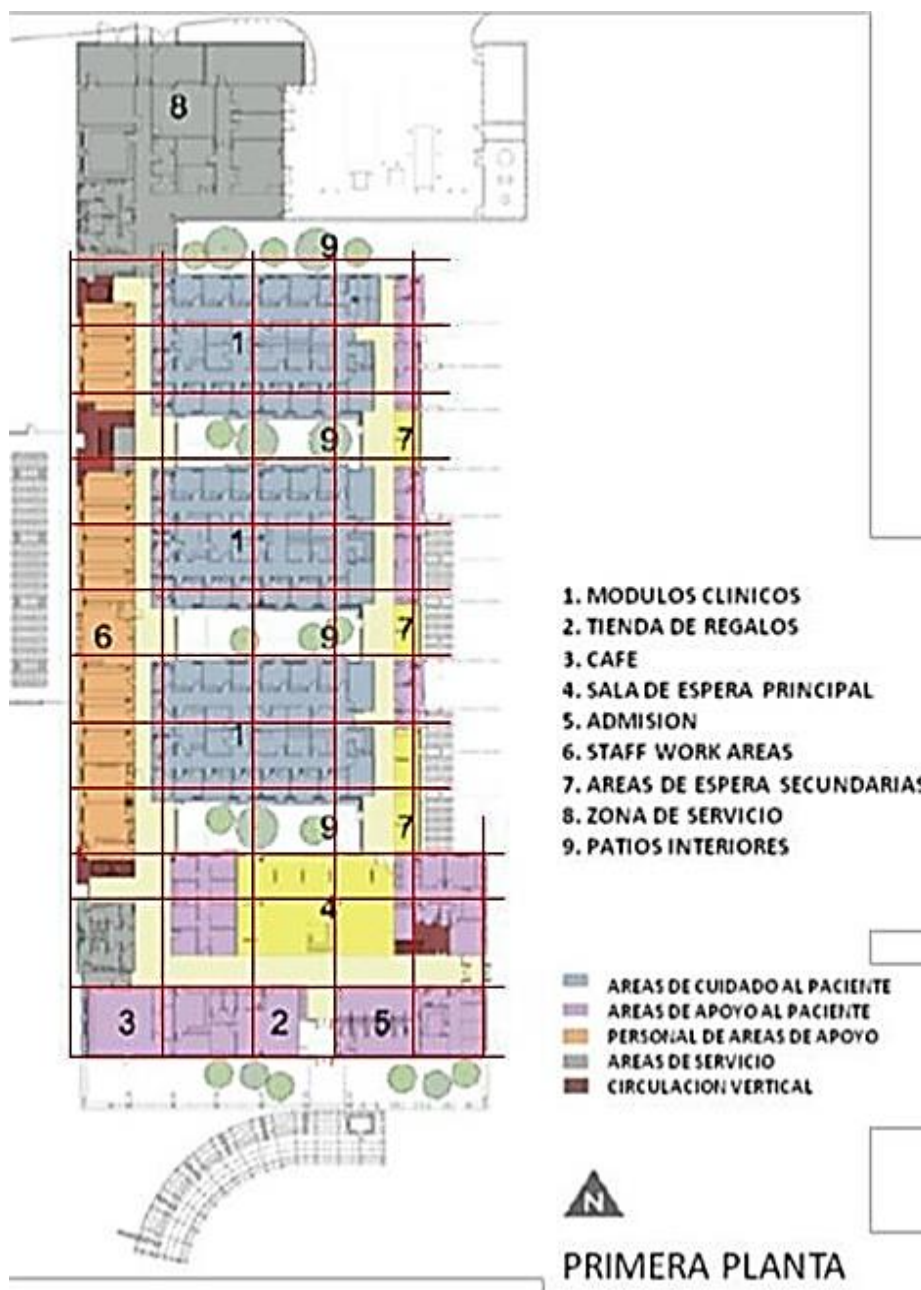 8
9
1
9
7
1
6
9
7
1
9
7
4
3
2
5
1. MODULOS CLINICOS
2. TIENDA DE REGALOS
3. CAFE
4. SALA DE ESPERA PRINCIPAL
5. ADMISION
6. STAFF WORK AREAS
7. AREAS DE ESPERA SECUNDARIAS
8. ZONA DE SERVICIO
9. PATIOS INTERIORES
AREAS DE CUIDADO AL PACIENTE
AREAS DE APOYO AL PACIENTE
PERSONAL DE AREAS DE APOYO
AREAS DE SERVICIO
CIRCULACION VERTICAL
N
PRIMERA PLANTA